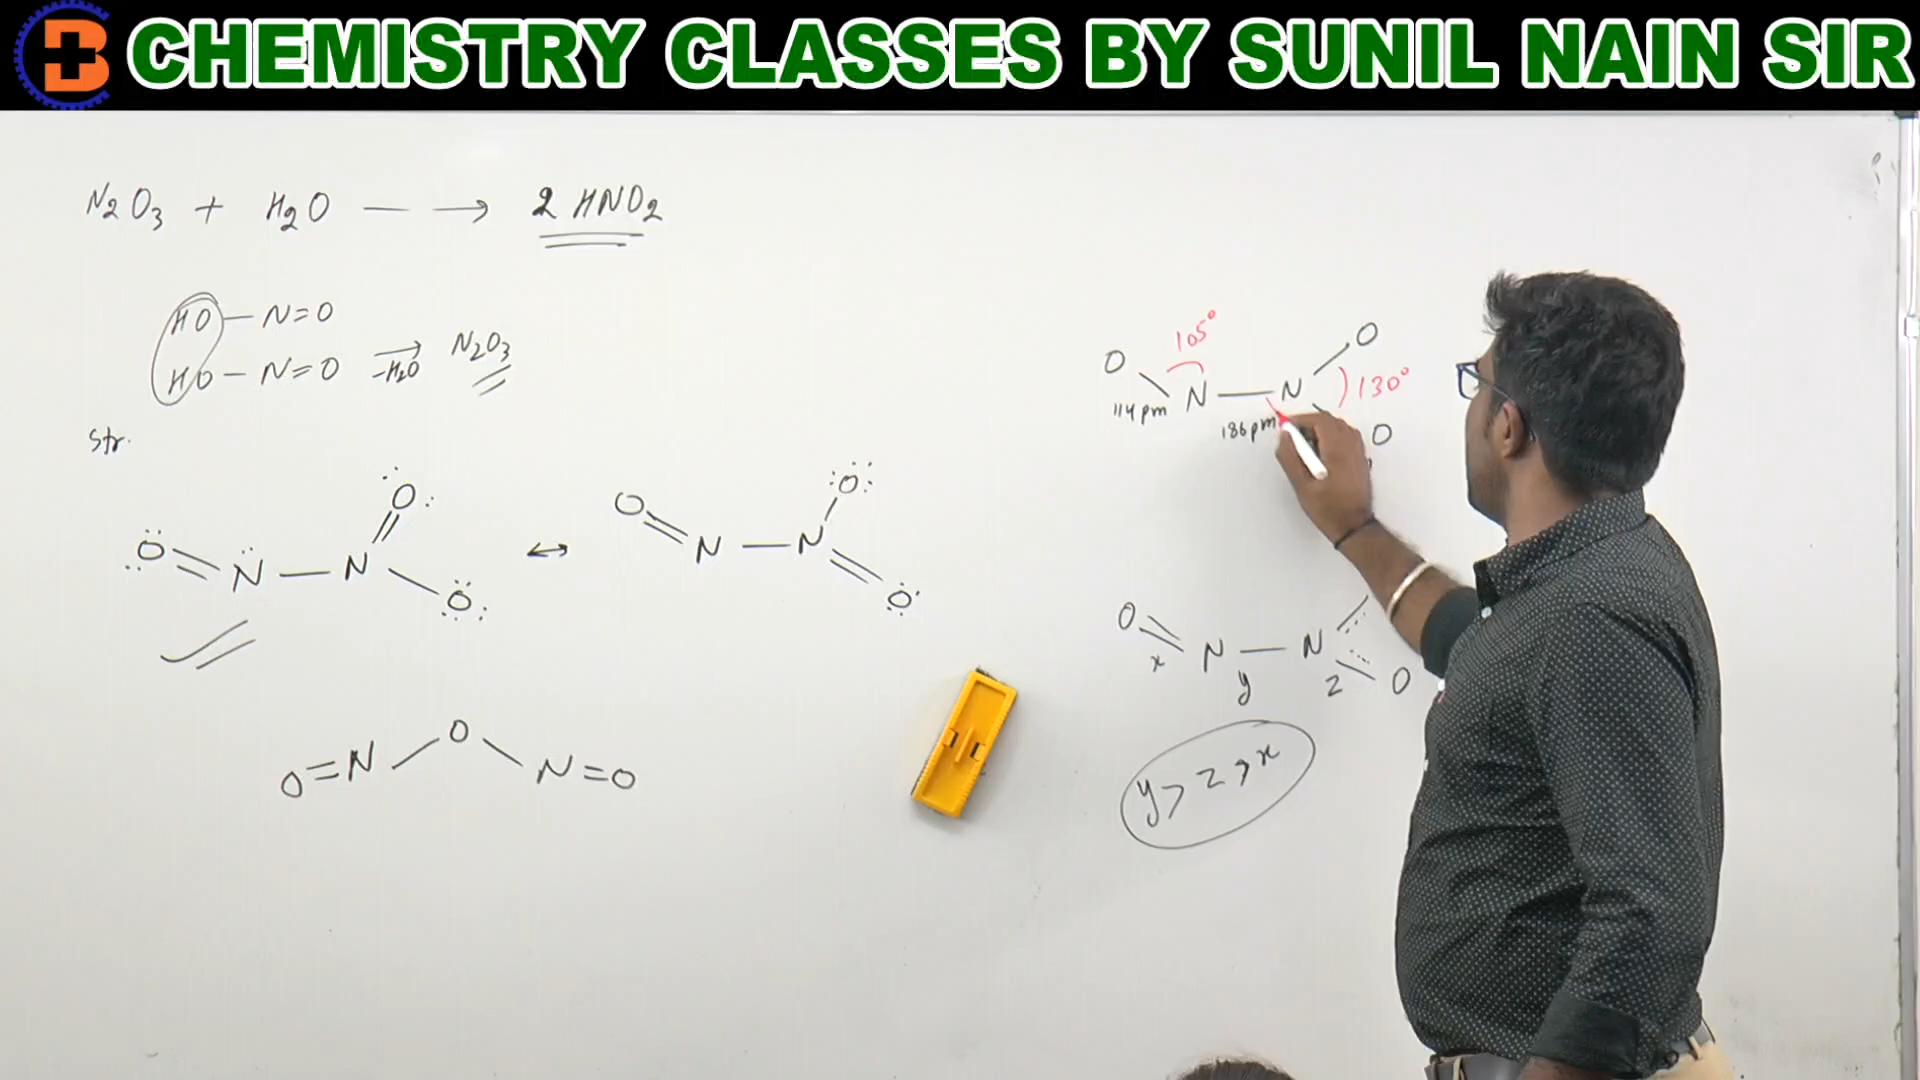 B CHEMISTRY CLASSES BY SUNIL NAIN SIR
N2O3 + H2O —→ 2 HNO2
HO—N=O
HO—N=O →
-H2O
N2O3
Str.
O=N—N
O
O
↔
O=N—N
O
O
O=N
O
N=O
O
N—N
O
O
105°
130°
114 pm
186 pm
O
N—N
O
x
y
z
y > z > x